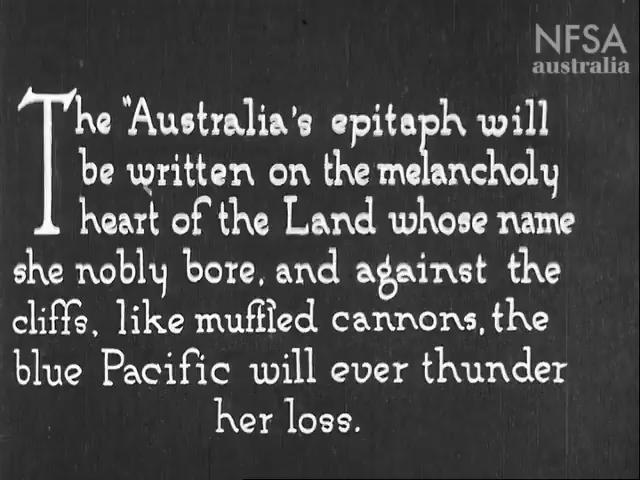 NFSA
australia
The "Australia's epitaph will
be written on the melancholy
heart of the Land whose name
she nobly bore, and against the
cliffs, like muffled cannons, the
blue Pacific will ever thunder
her loss.